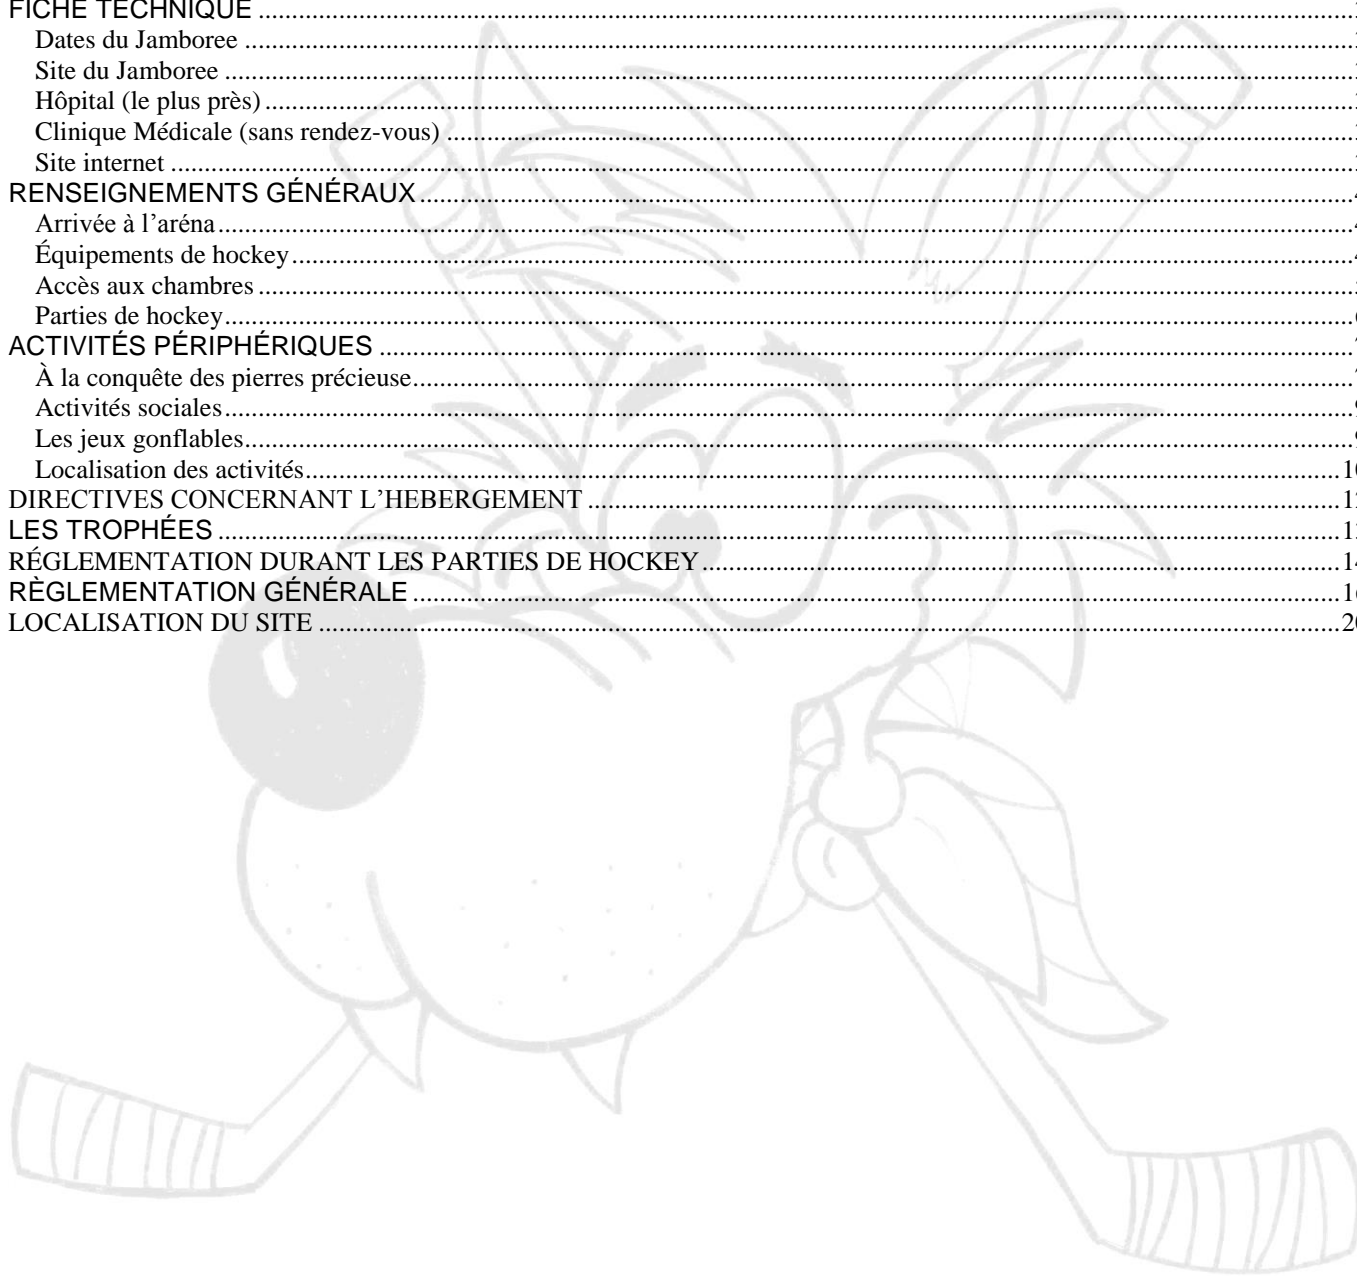 FICHE TECHNIQUE ........................................
Dates du Jamboree ........................................
Site du Jamboree ........................................
Hôpital (le plus près) ........................................
Clinique Médicale (sans rendez-vous) ........................................
Site internet ........................................
RENSEIGNEMENTS GÉNÉRAUX ........................................
Arrivée à l’aréna ........................................
Équipements de hockey ........................................
Accès aux chambres ........................................
Parties de hockey ........................................
ACTIVITÉS PÉRIPHÉRIQUES ........................................
À la conquête des pierres précieuse ........................................
Activités sociales ........................................
Les jeux gonflables ........................................
Localisation des activités ........................................
DIRECTIVES CONCERNANT L’HEBERGEMENT ........................................
LES TROPHÉES ........................................
RÉGLEMENTATION DURANT LES PARTIES DE HOCKEY ........................................
RÈGLEMENTATION GÉNÉRALE ........................................
LOCALISATION DU SITE ........................................